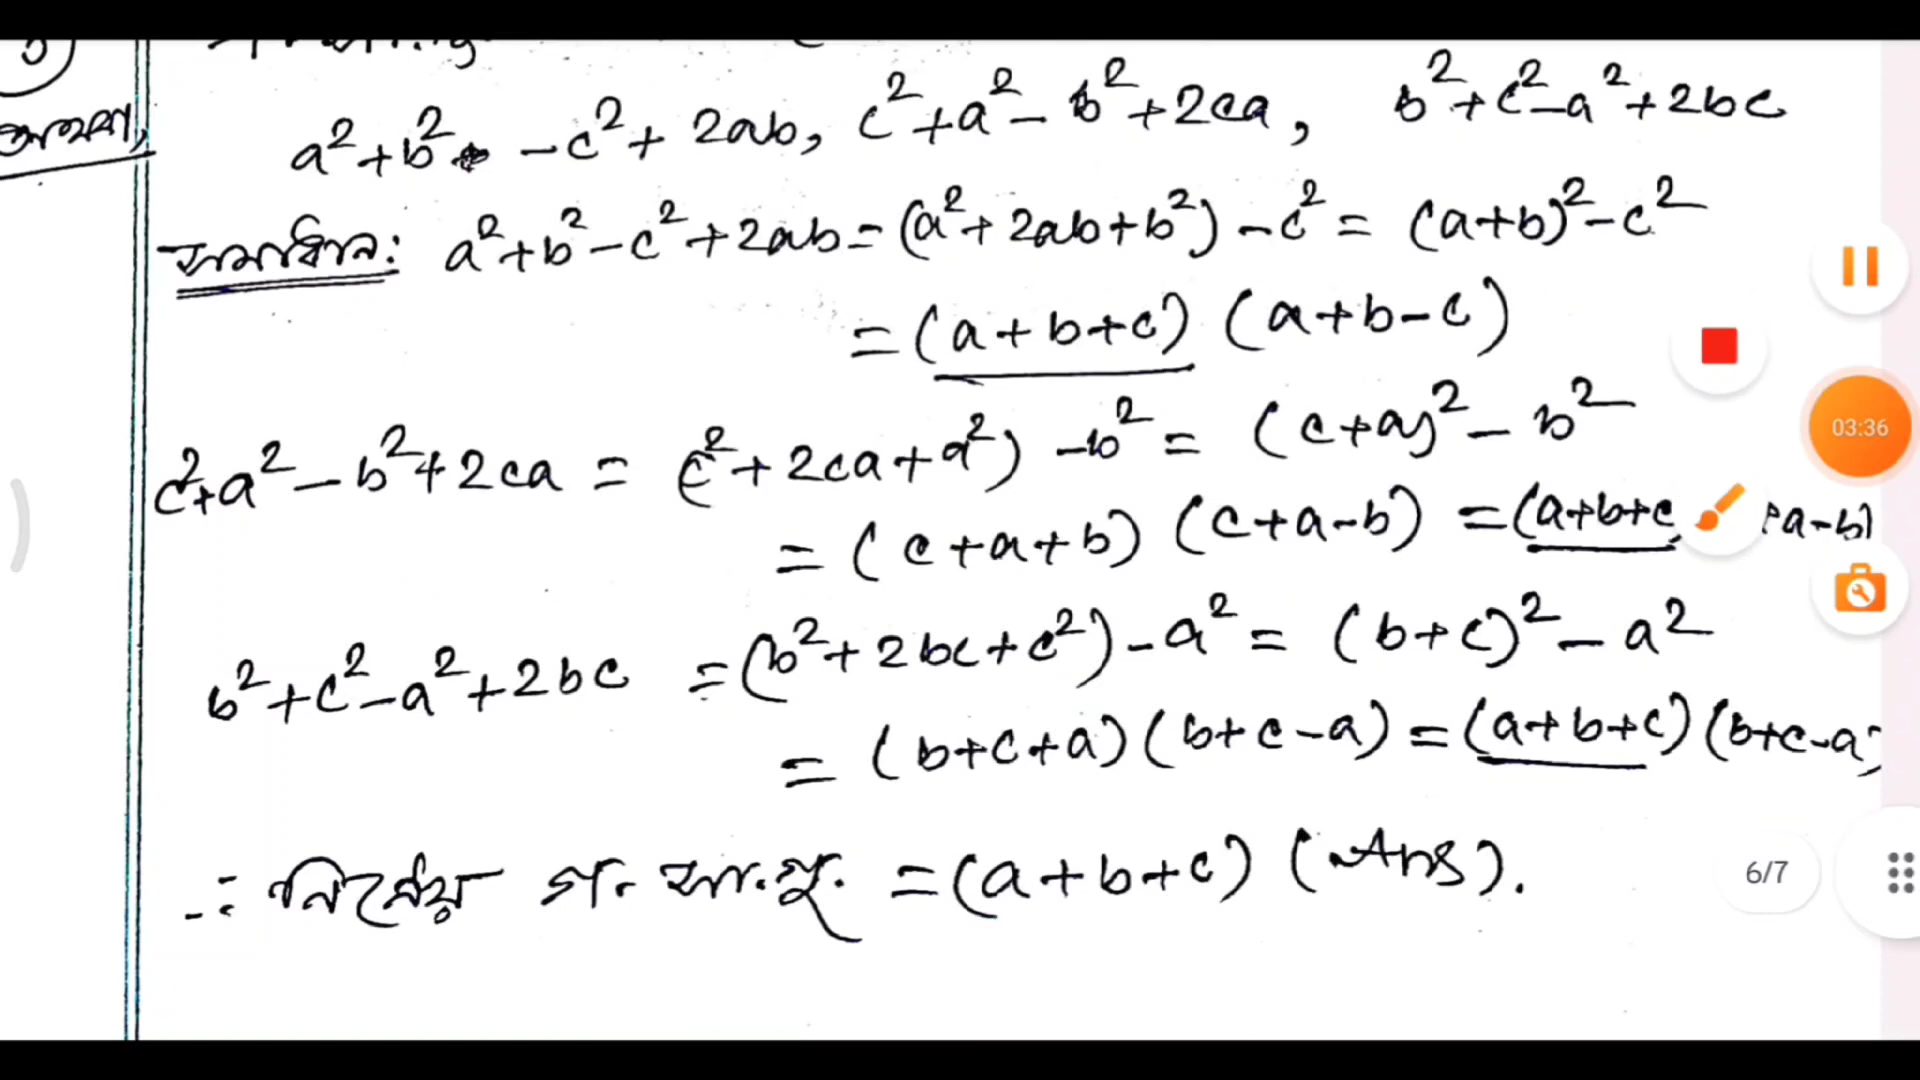 a²+b² -c²+2ab, c²+a²-b²+2ca, b²+c²-a²+2bc
সমাধান: a²+b²-c²+2ab=(a²+2ab+b²)-c²=(a+b)²-c²
=(a+b+c) (a+b-c)
03:36
c²+a²-b²+2ca = (c²+2ca+a²)-b²= (c+a)²-b²
=(c+a+b) (c+a-b) =(a+b+c +a-b)
b²+c²-a²+2bc =(b²+2bc+c²)-a²= (b+c)²-a²
=(b+c+a)(b+c-a)=(a+b+c)(b+c-a)
∴ নির্ণেয় গ. সা. গু. =(a+b+c) (Ans).
6/7